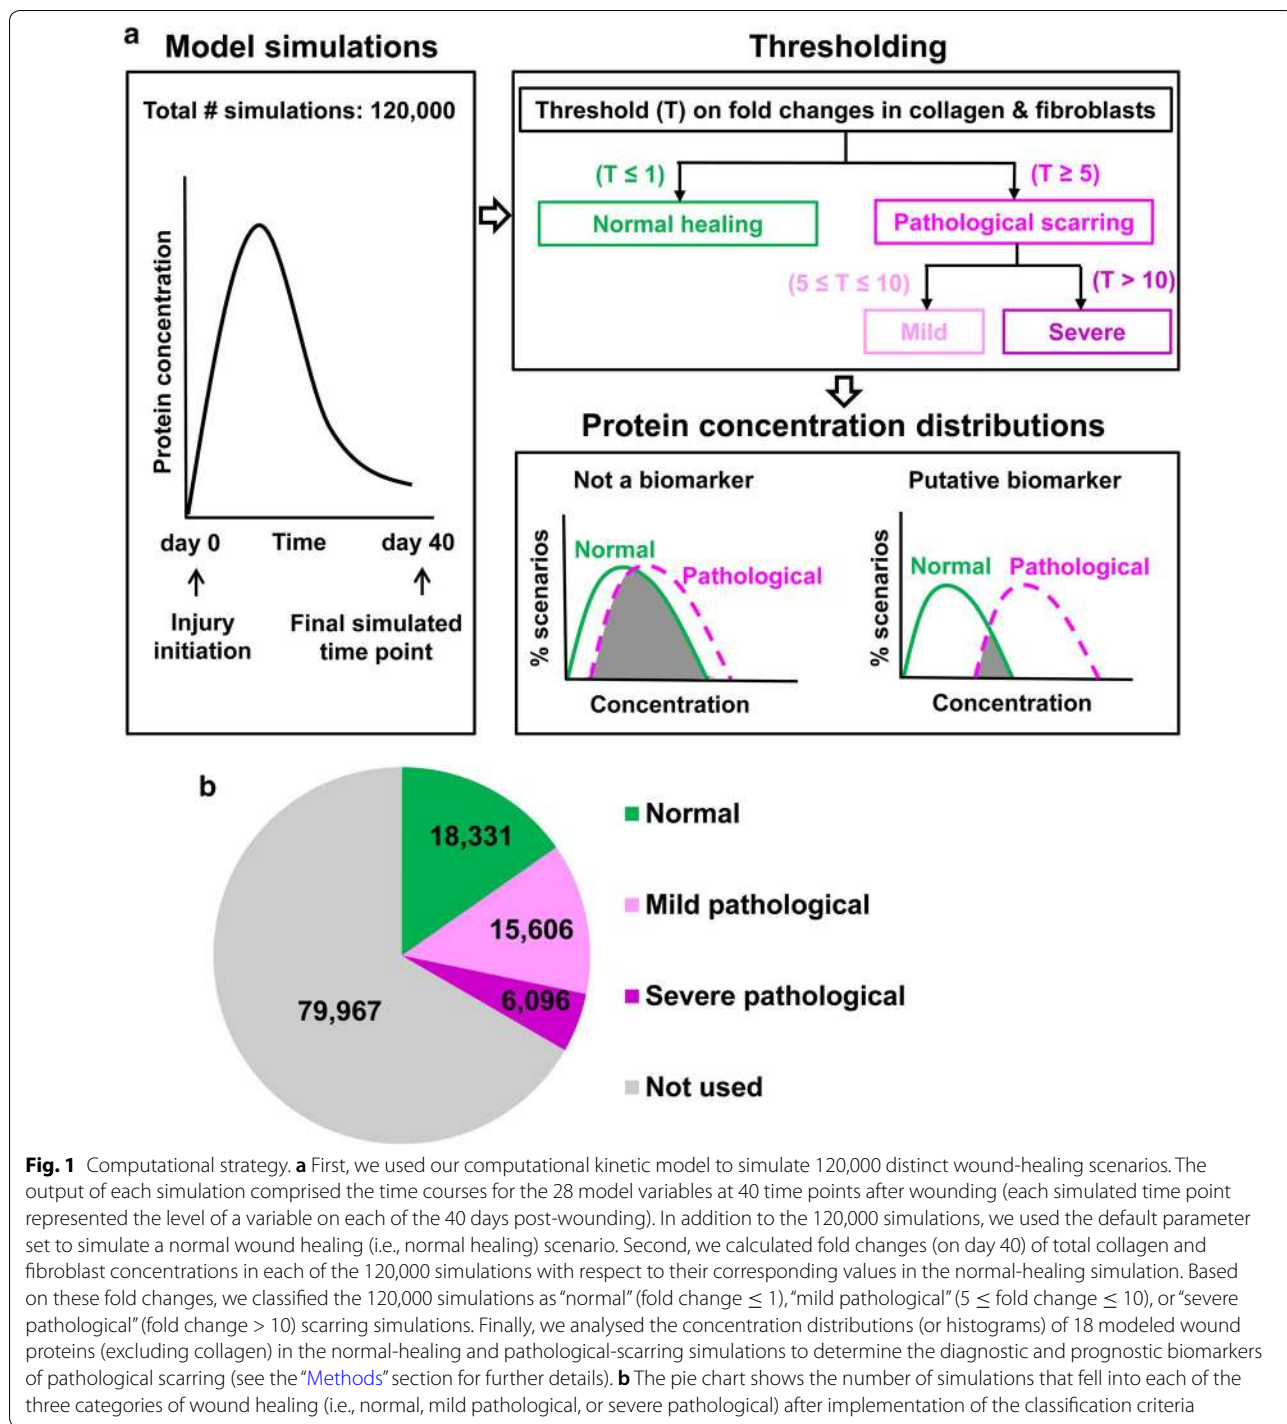 a
Model simulations
Total # simulations: 120,000
Protein concentration
day 0
Time
day 40
Injury
initiation
Final simulated
time point
Thresholding
Threshold (T) on fold changes in collagen & fibroblasts
(T ≤ 1)
(T ≥ 5)
Normal healing
Pathological scarring
(5 ≤ T ≤ 10)
(T > 10)
Mild
Severe
Protein concentration distributions
Not a biomarker
% scenarios
Normal
Pathological
Concentration
Putative biomarker
% scenarios
Normal
Pathological
Concentration
b
18,331
15,606
6,096
79,967
Normal
Mild pathological
Severe pathological
Not used
Fig. 1 Computational strategy. a First, we used our computational kinetic model to simulate 120,000 distinct wound-healing scenarios. The
output of each simulation comprised the time courses for the 28 model variables at 40 time points after wounding (each simulated time point
represented the level of a variable on each of the 40 days post-wounding). In addition to the 120,000 simulations, we used the default parameter
set to simulate a normal wound healing (i.e., normal healing) scenario. Second, we calculated fold changes (on day 40) of total collagen and
fibroblast concentrations in each of the 120,000 simulations with respect to their corresponding values in the normal-healing simulation. Based
on these fold changes, we classified the 120,000 simulations as “normal” (fold change ≤ 1), “mild pathological” (5 ≤ fold change ≤ 10), or “severe
pathological” (fold change > 10) scarring simulations. Finally, we analysed the concentration distributions (or histograms) of 18 modeled wound
proteins (excluding collagen) in the normal-healing and pathological-scarring simulations to determine the diagnostic and prognostic biomarkers
of pathological scarring (see the “Methods” section for further details). b The pie chart shows the number of simulations that fell into each of the
three categories of wound healing (i.e., normal, mild pathological, or severe pathological) after implementation of the classification criteria